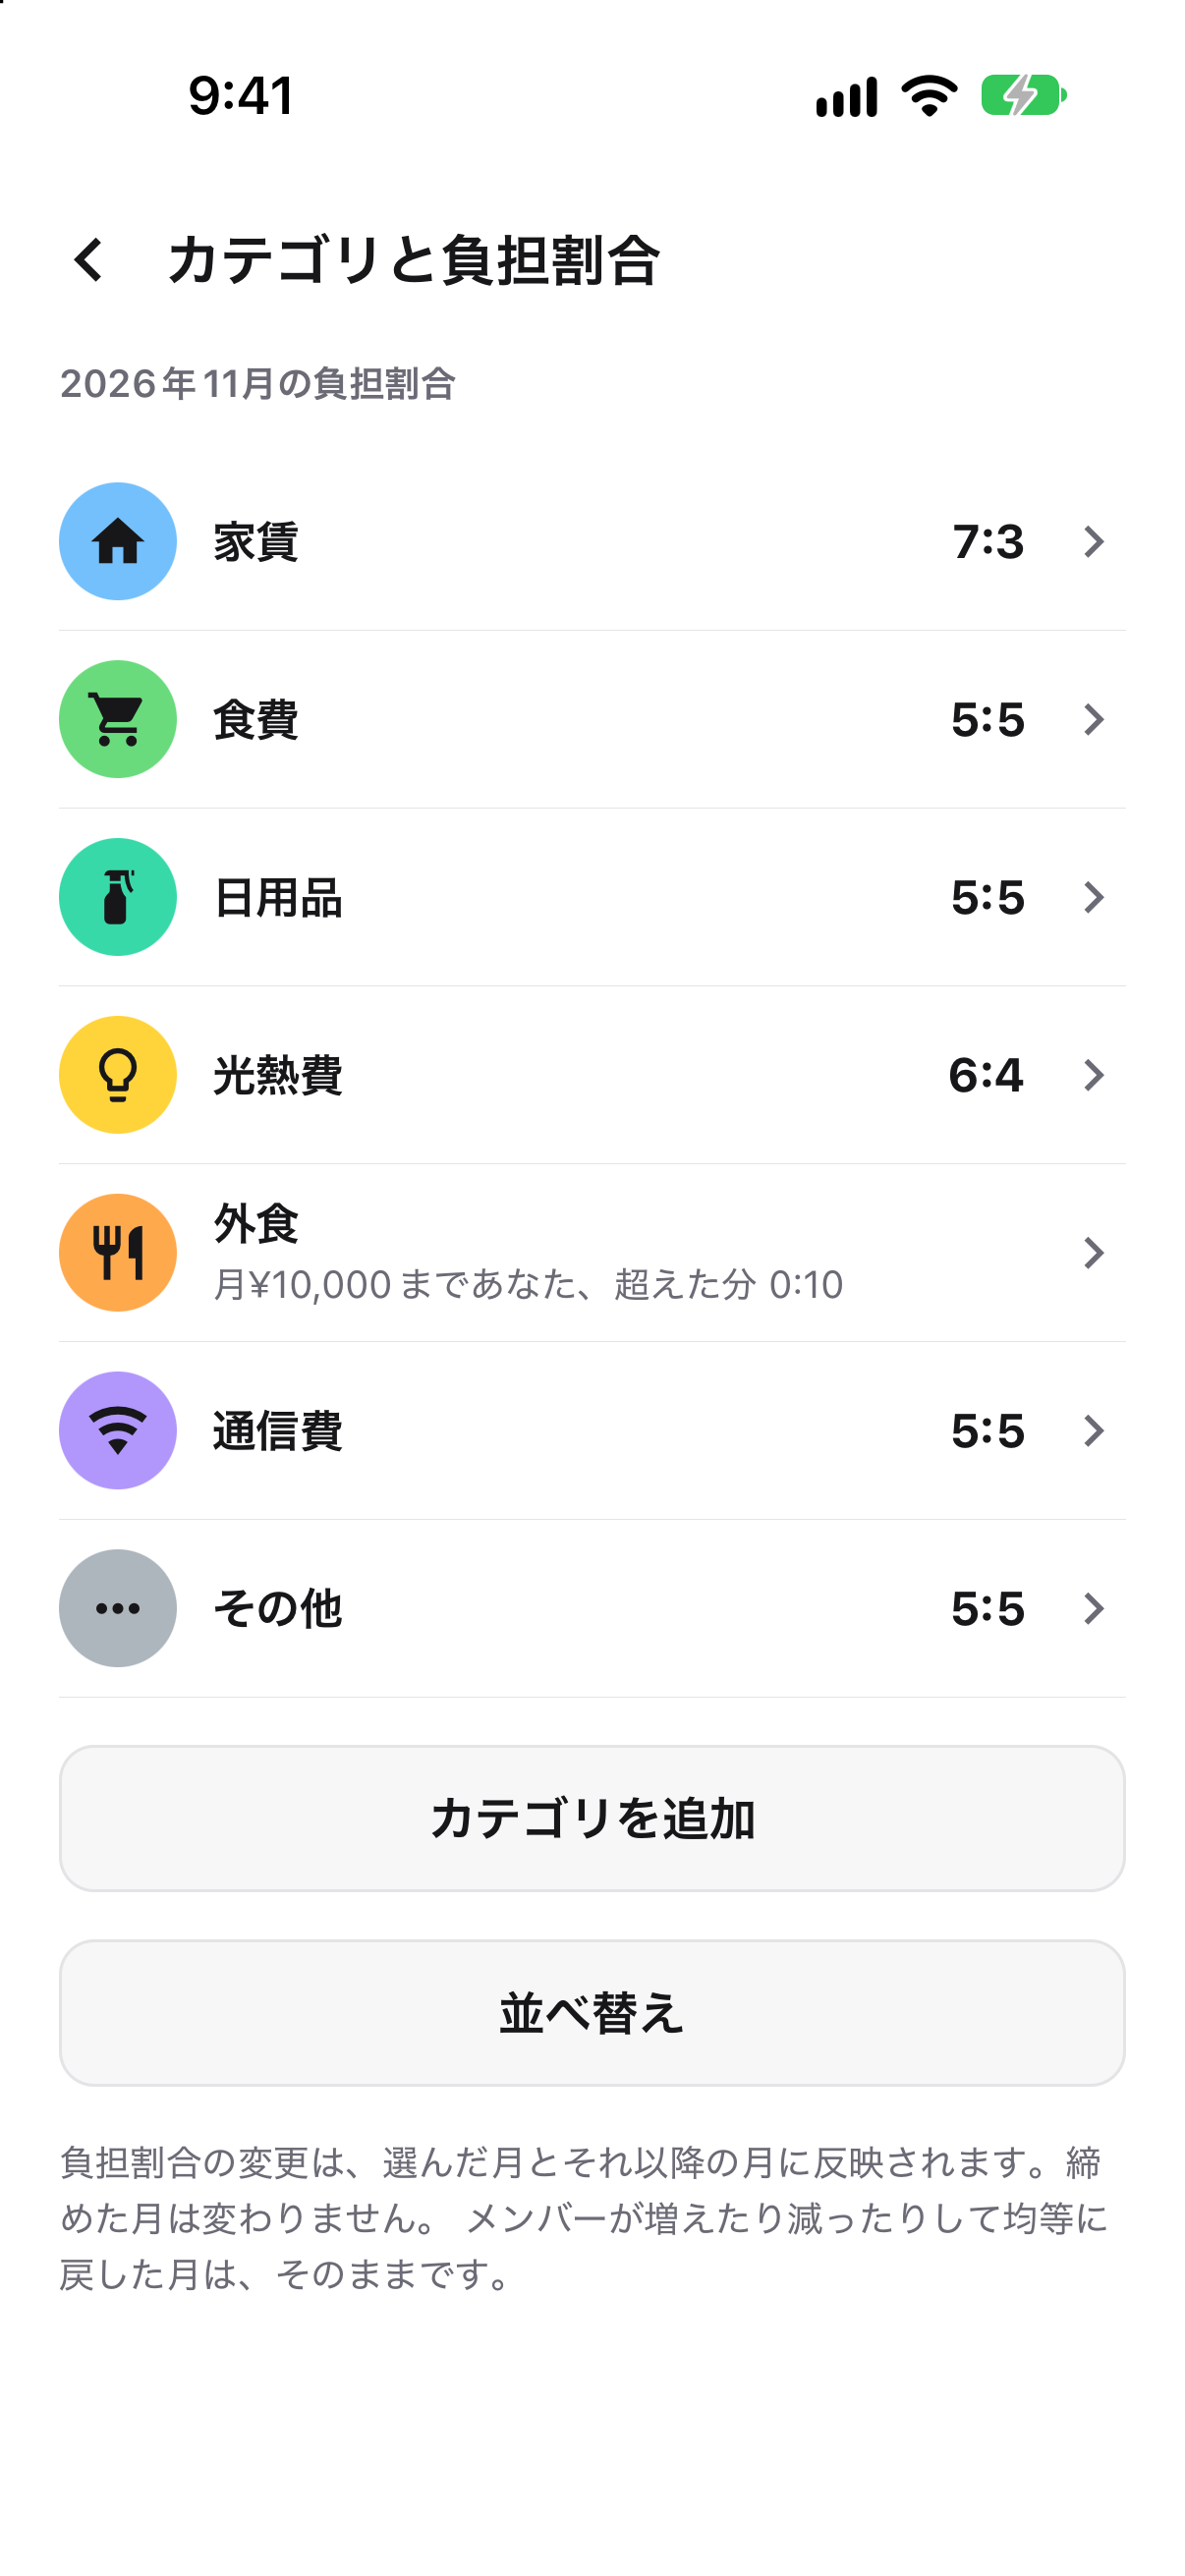 9:41
カテゴリと負担割合
2026年11月の負担割合
家賃 7:3
食費 5:5
日用品 5:5
光熱費 6:4
外食
月¥10,000まであなた、超えた分 0:10
通信費 5:5
その他 5:5
カテゴリを追加
並べ替え
負担割合の変更は、選んだ月とそれ以降の月に反映されます。締
めた月は変わりません。 メンバーが増えたり減ったりして均等に
戻した月は、そのままです。